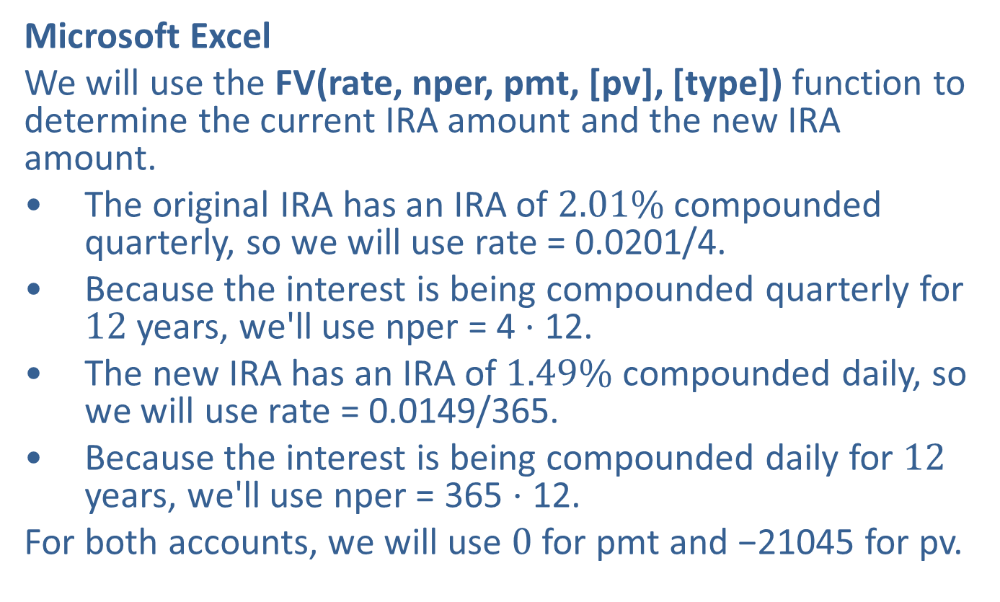 Microsoft Excel
We will use the FV(rate, nper, pmt, [pv], [type]) function to
determine the current IRA amount and the new IRA
amount.
• The original IRA has an IRA of 2.01% compounded
quarterly, so we will use rate = 0.0201/4.
• Because the interest is being compounded quarterly for
12 years, we'll use nper = 4 · 12.
• The new IRA has an IRA of 1.49% compounded daily, so
we will use rate = 0.0149/365.
• Because the interest is being compounded daily for 12
years, we'll use nper = 365 · 12.
For both accounts, we will use 0 for pmt and −21045 for pv.